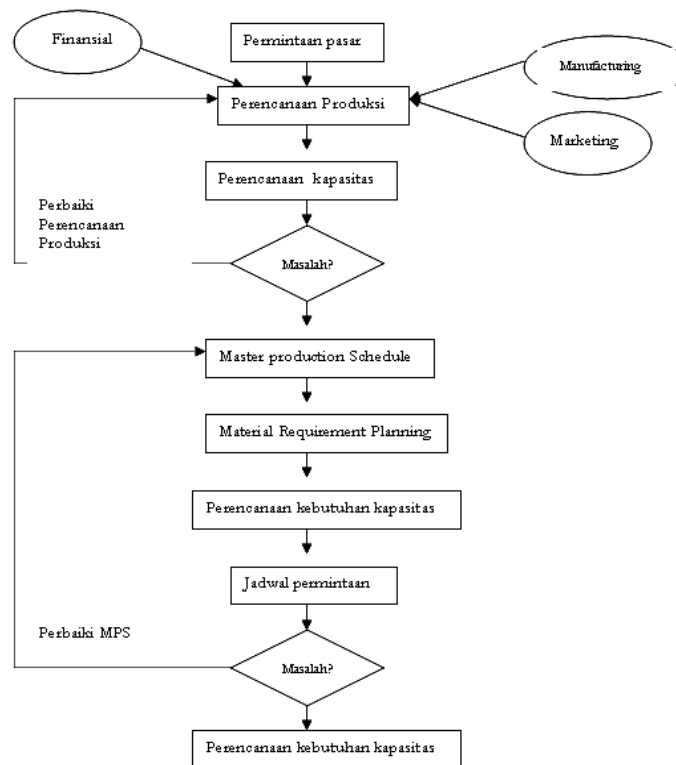 Finansial
Permintaan pasar
Manufacturing
Perencanaan Produksi
Marketing
Perencanaan kapasitas
Perbaiki
Perencanaan
Produksi
Masalah?
Master production Schedule
Material Requirement Planning
Perencanaan kebutuhan kapasitas
Jadwal permintaan
Perbaiki MPS
Masalah?
Perencanaan kebutuhan kapasitas